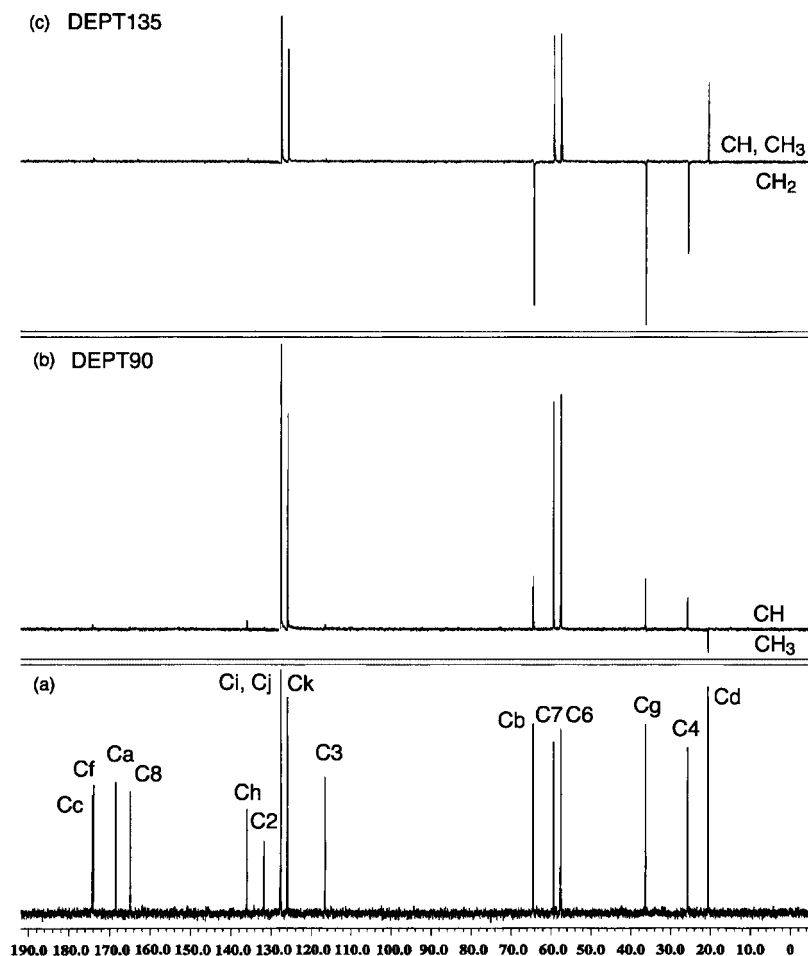 (c) DEPT135
CH, CH₃
CH₂
(b) DEPT90
CH
CH₃
(a)
Ci, Cj
Ck
Cf
Ca
Cc
C8
Ch
C2
C3
Cb
C7
C6
Cg
C4
Cd
190.0 180.0 170.0 160.0 150.0 140.0 130.0 120.0 110.0 100.0 90.0 80.0 70.0 60.0 50.0 40.0 30.0 20.0 10.0 0